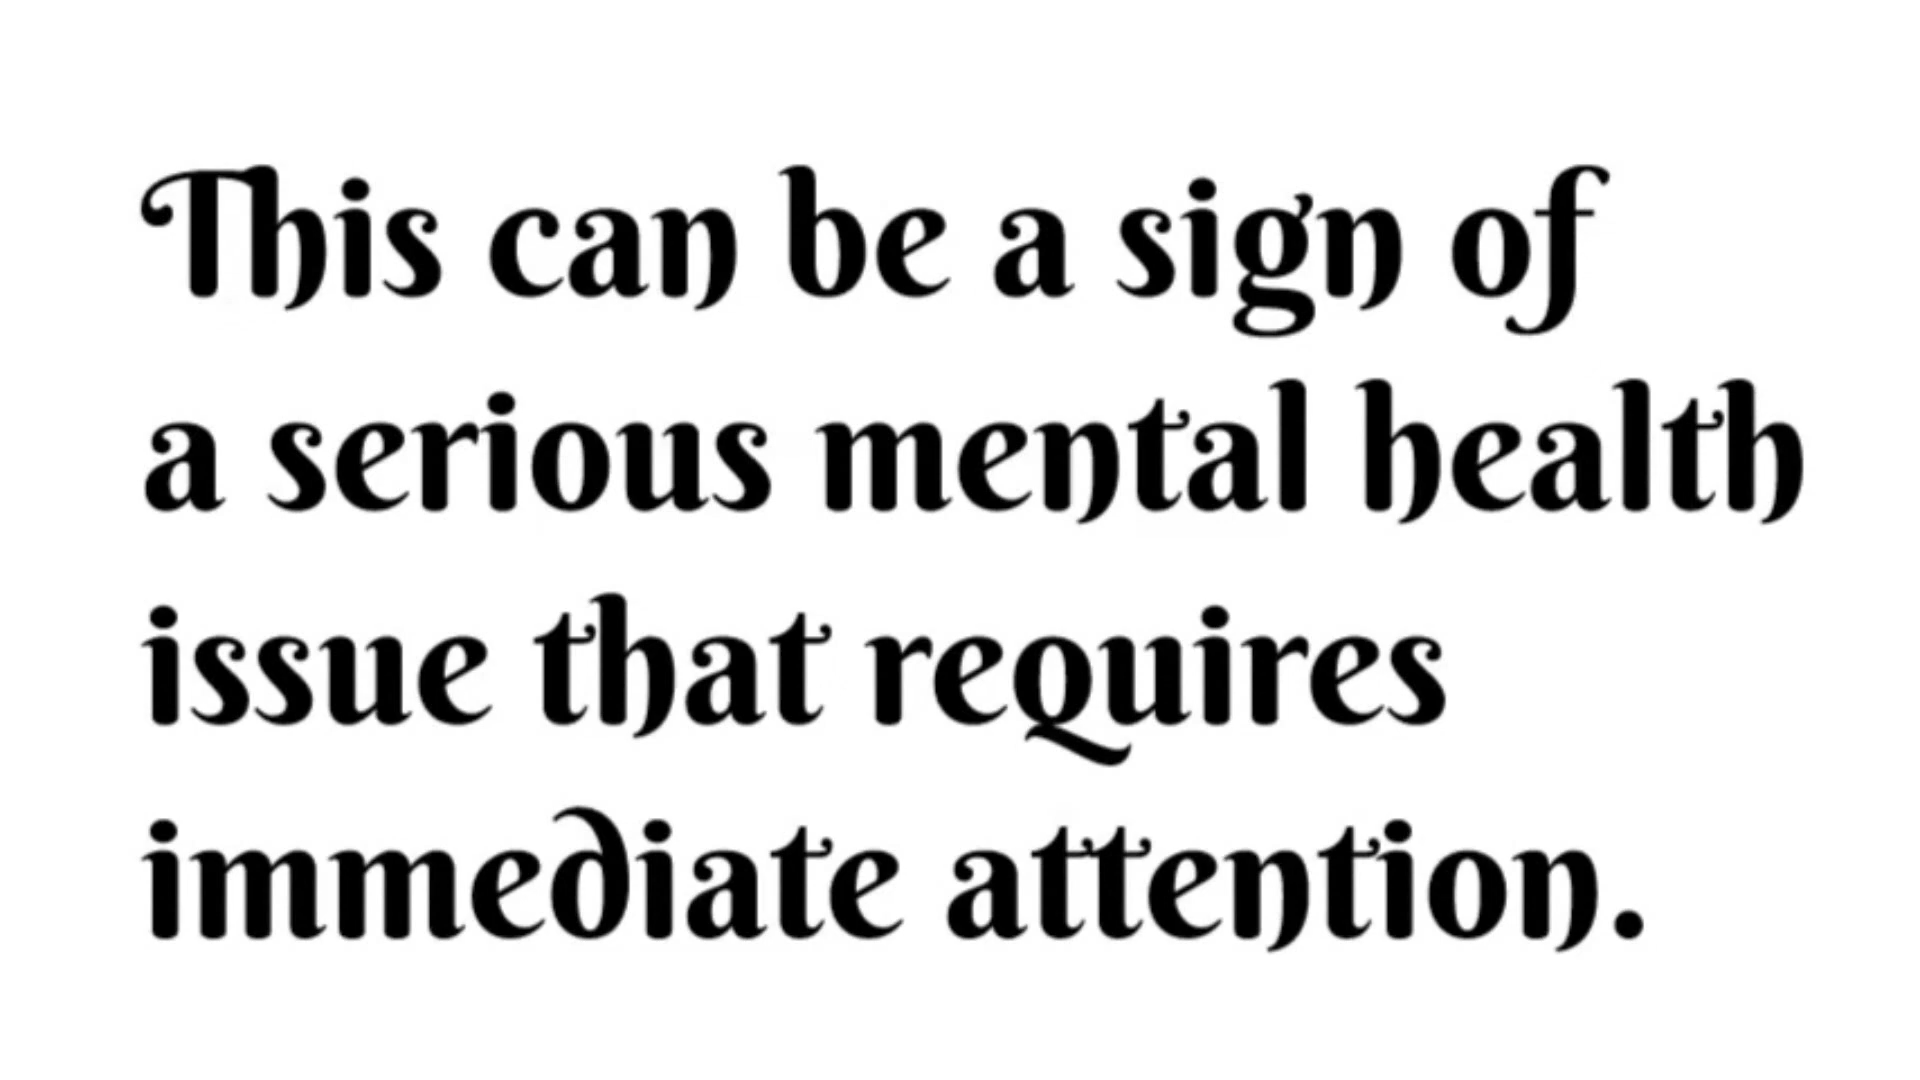 This can be a sign of
a serious mental health
issue that requires
immediate attention.